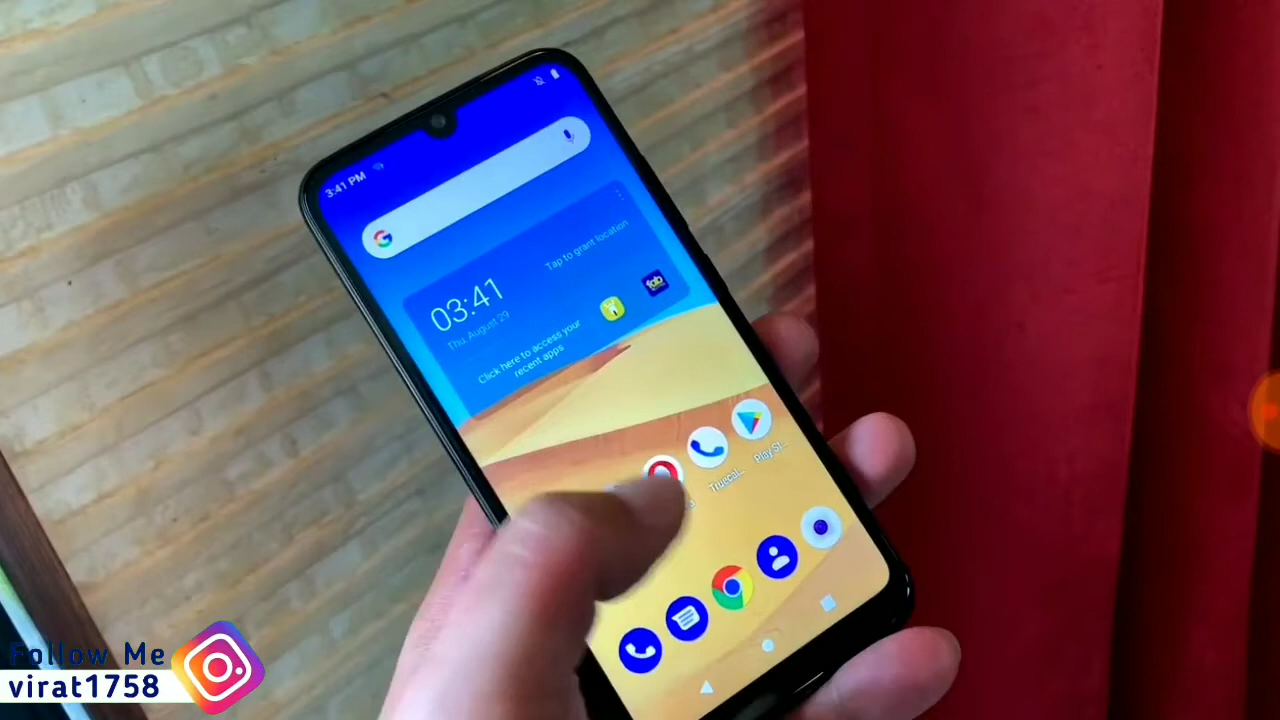 3:41 PM
Tap to grant location
03:41
Thu, August 29
Click here to access your
recent apps
Truecal..
Play St..
Follow Me
virat1758